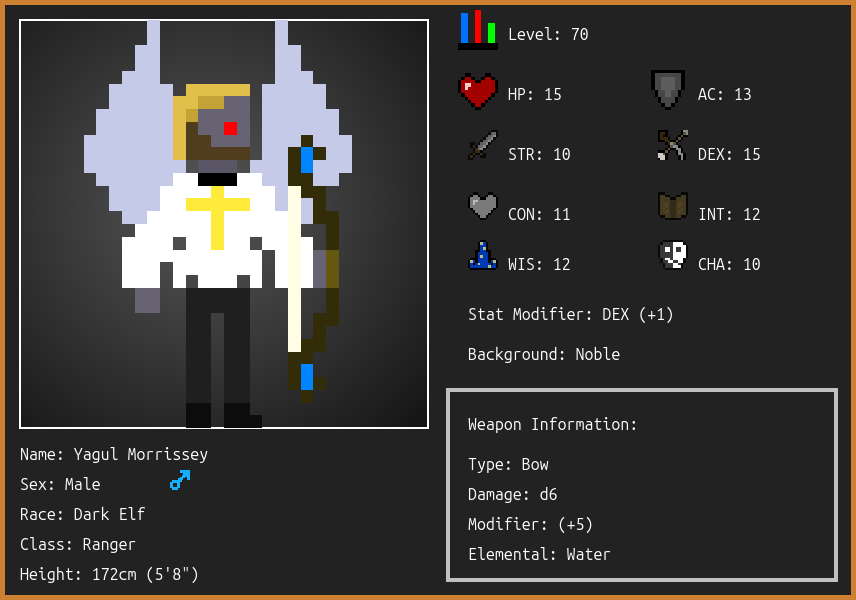 Level: 70
HP: 15
AC: 13
STR: 10
DEX: 15
CON: 11
INT: 12
WIS: 12
CHA: 10
Stat Modifier: DEX (+1)
Background: Noble
Weapon Information:
Type: Bow
Damage: d6
Modifier: (+5)
Elemental: Water
Name: Yagul Morrissey
Sex: Male
Race: Dark Elf
Class: Ranger
Height: 172cm (5'8")